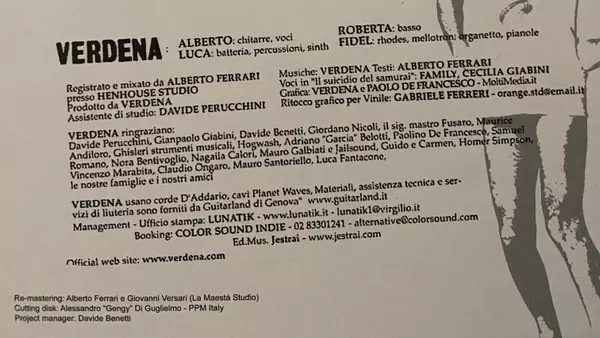 VERDENA:
ALBERTO: chitarre, voci
LUCA: batteria, percussioni, sinth
ROBERTA: basso
FIDEL: rhodes, mellotron, organetto, pianole
Registrato e mixato da ALBERTO FERRARI
presso HENHOUSE STUDIO
Prodotto da VERDENA
Assistente di studio: DAVIDE PERUCCHINI
Musiche: VERDENA Testi: ALBERTO FERRARI
Voci in "Il suicidio del samurai": FAMILY, CECILIA GIABINI
Grafica: VERDENA e PAOLO DE FRANCESCO - MoltiMedia.it
Ritocco grafico per Vinile: GABRIELE FERRERI - orange.std@email.it
VERDENA ringraziano:
Davide Perucchini, Gianpaolo Giabini, Davide Benetti, Giordano Nicoli, il sig. mastro Fusaro, Maurice
Andiloro, Ghisleri strumenti musicali, Hogwash, Adriano "Garcia" Belotti, Paolino De Francesco, Samuel
Romano, Nora Bentivoglio, Nagaila Calori, Mauro Galbiati e Jailsound, Guido e Carmen, Homer Simpson,
Vincenzo Marabita, Claudio Ongaro, Mauro Santoriello, Luca Fantacone,
le nostre famiglie e i nostri amici
VERDENA usano corde D'Addario, cavi Planet Waves, Materiali, assistenza tecnica e ser-
vizi di liuteria sono forniti da Guitarland di Genova" www.guitarland.it
Management - Ufficio stampa: LUNATIK - www.lunatik.it - lunatik1@virgilio.it
Booking: COLOR SOUND INDIE - 02 83301241 - alternative@colorsound.com
Ed.Mus. Jestrai - www.jestrai.com
Official web site: www.verdena.com
Re-mastering: Alberto Ferrari e Giovanni Versari (La Maestà Studio)
Cutting disk: Alessandro "Gengy" Di Guglielmo - PPM Italy
Project manager: Davide Benetti